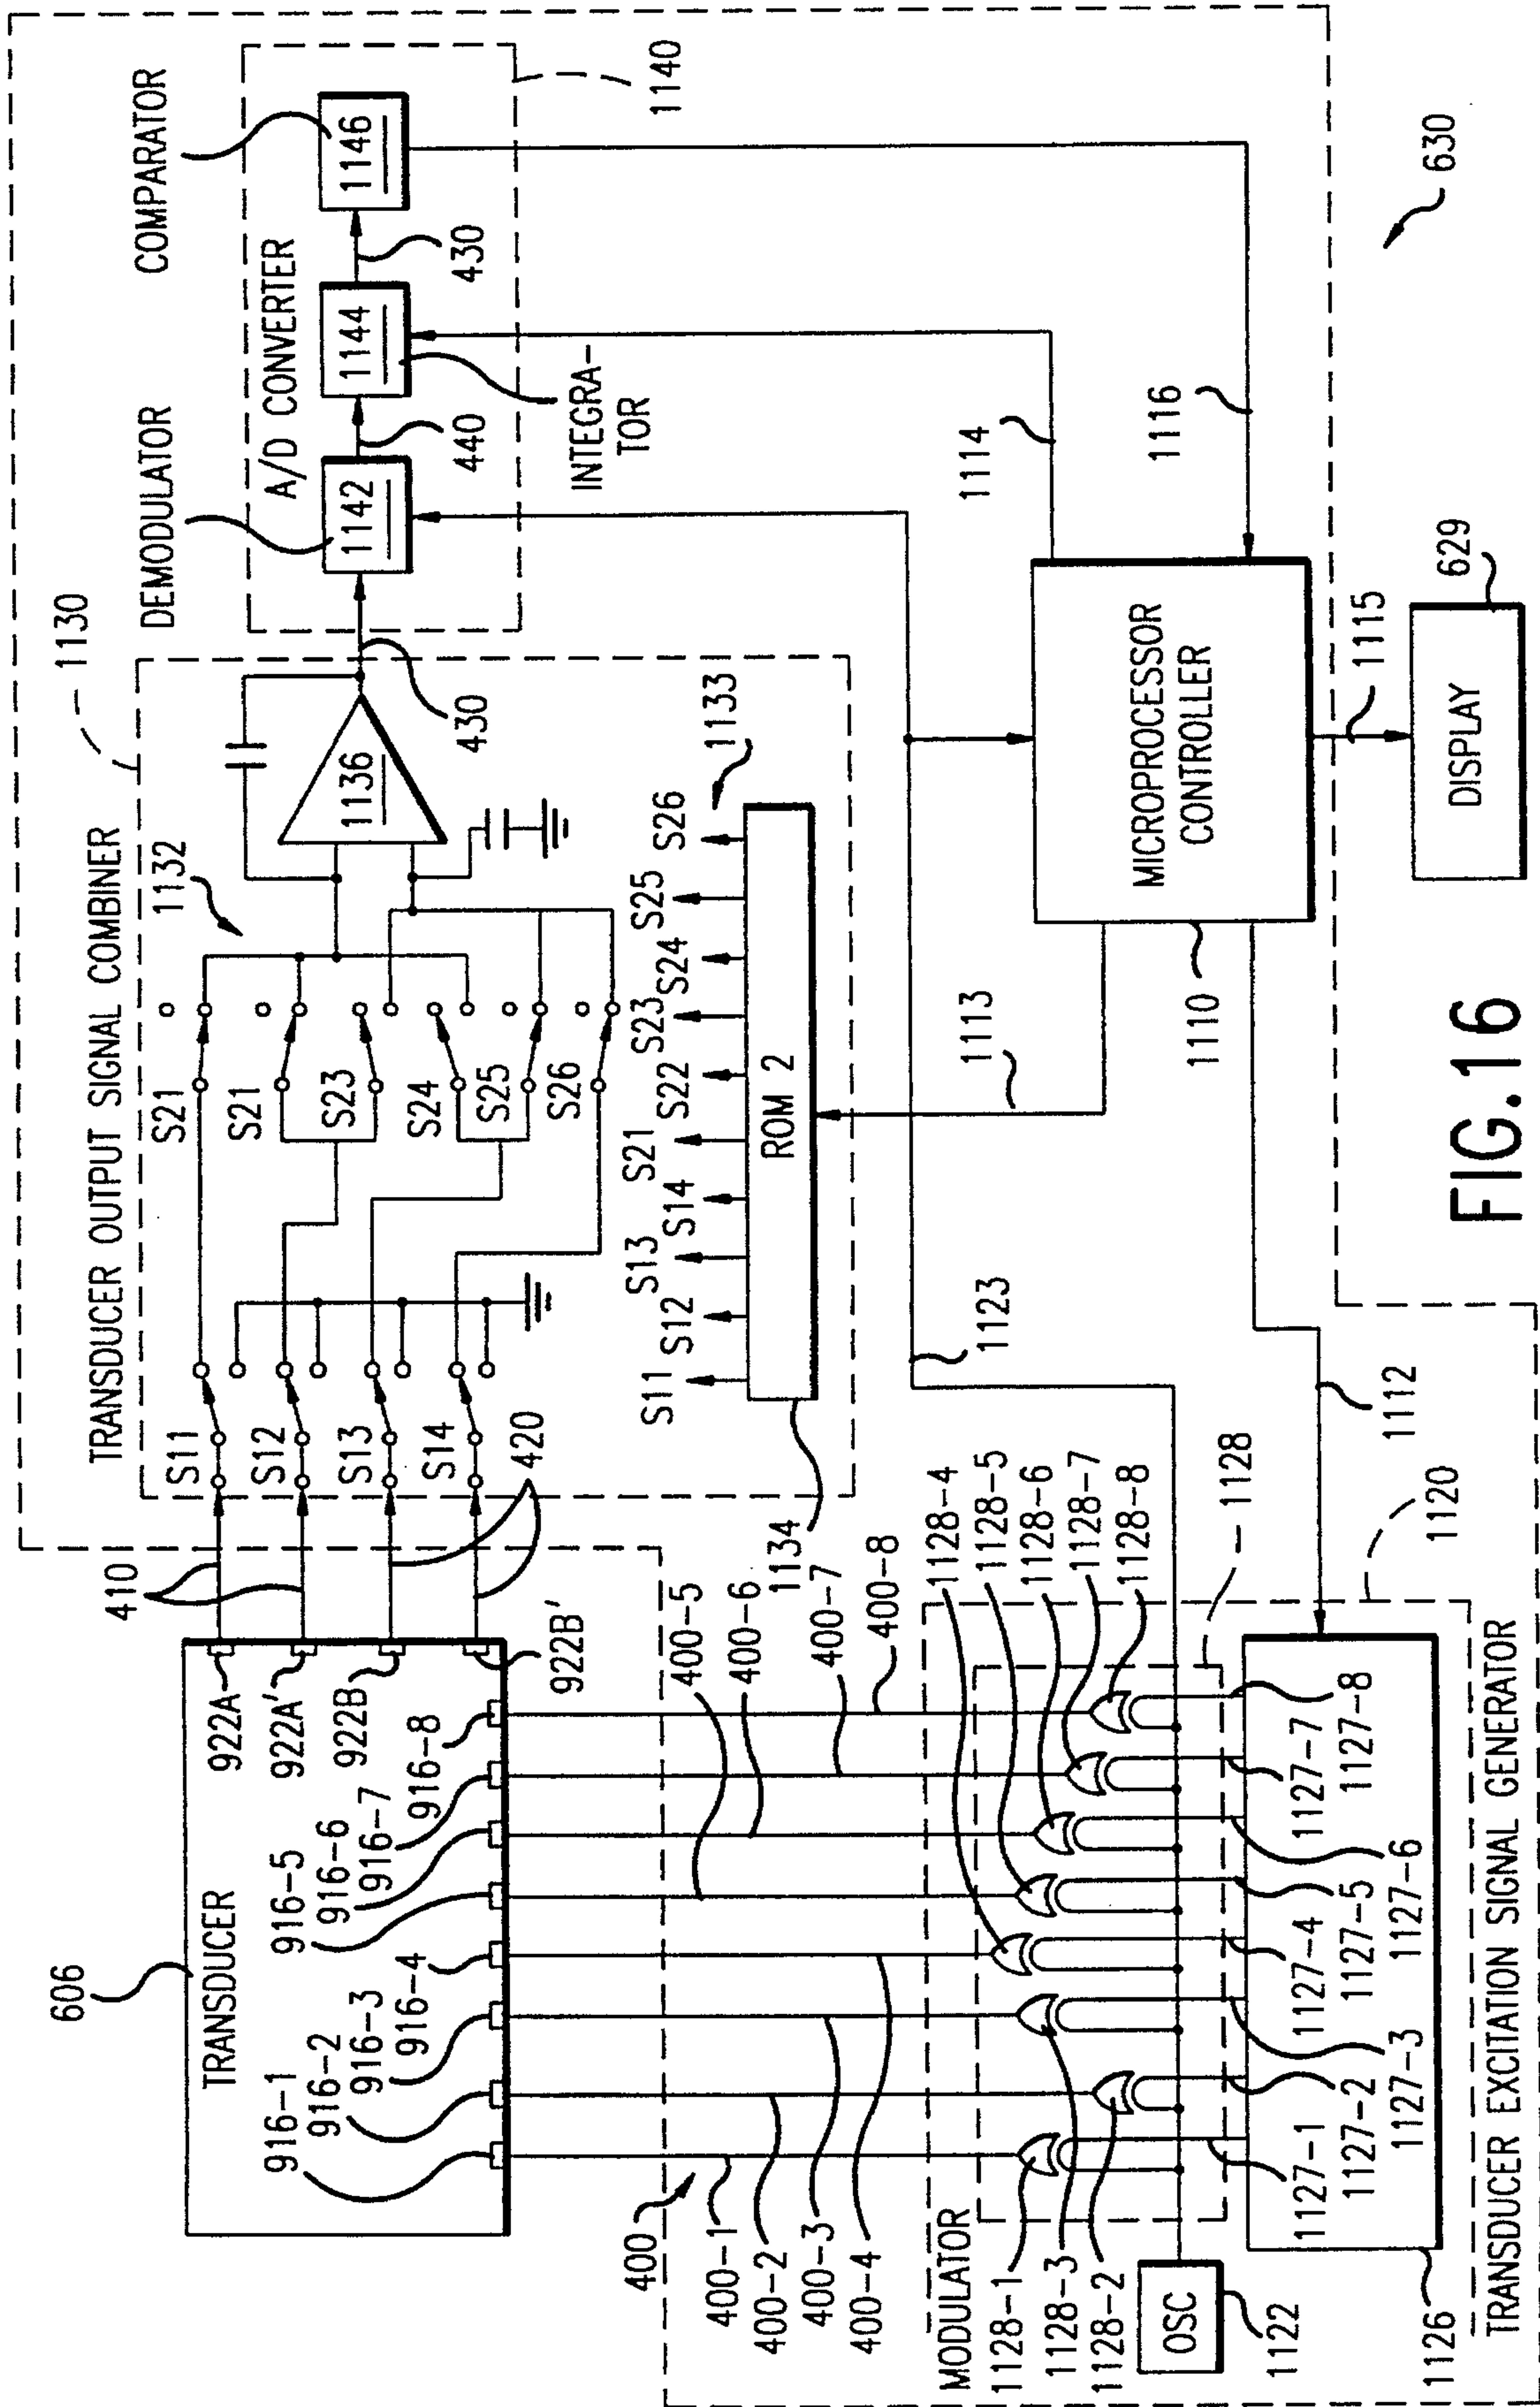 606
TRANSDUCER
916-1
916-2
916-3
916-4
916-5
916-6
916-7
916-8
922A
922A'
922B
922B'
410
420
TRANSDUCER OUTPUT SIGNAL COMBINER
1130
S11
S12
S13
S14
S21
S21
S23
S24
S25
S26
1132
1136
430
1133
S11
S12
S13
S14
S21
S22
S23
S24
S25
S26
ROM 2
1134
DEMODULATOR
COMPARATOR
A/D CONVERTER
1142
440
1144
430
1146
INTEGRA-
TOR
1140
400
400-1
400-2
400-3
400-4
400-5
400-6
400-7
400-8
MODULATOR
1128-1
1128-3
1128-2
1128-4
1128-5
1128-6
1128-7
1128-8
1128
1120
OSC
1122
1126
1127-1
1127-2
1127-3
1127-4
1127-5
1127-6
1127-7
1127-8
TRANSDUCER EXCITATION SIGNAL GENERATOR
1123
1113
1112
1110
MICROPROCESSOR
CONTROLLER
1114
1116
1115
DISPLAY
629
630
FIG.16